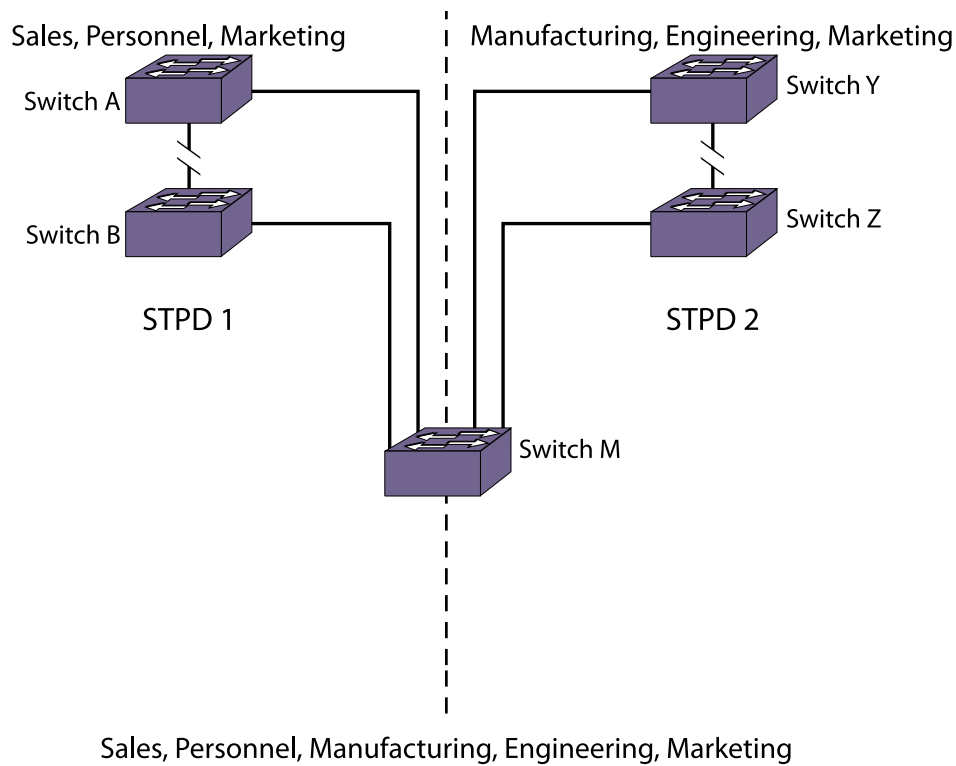 Sales, Personnel, Marketing
Manufacturing, Engineering, Marketing
Switch A
Switch Y
Switch B
Switch Z
STPD 1
STPD 2
Switch M
Sales, Personnel, Manufacturing, Engineering, Marketing